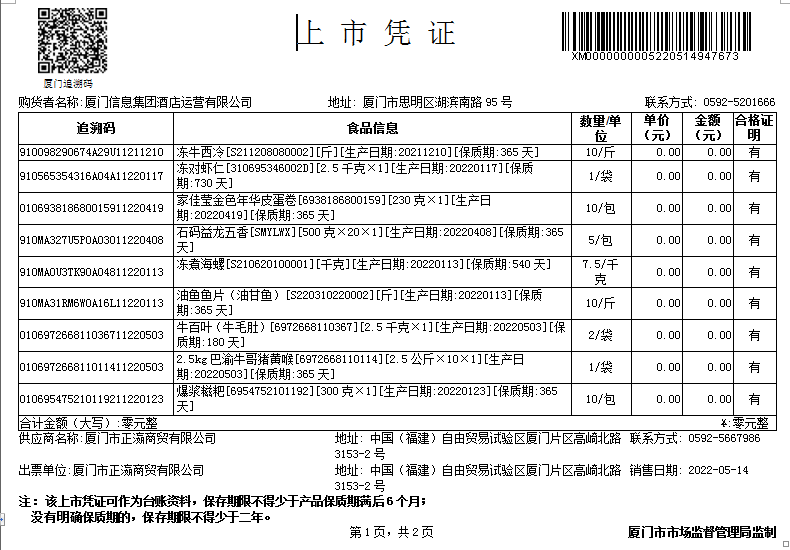 上市凭证
厦门追溯码
XM0000000005220514947673
购货者名称:厦门信息集团酒店运营有限公司 地址: 厦门市思明区湖滨南路 95 号 联系方式: 0592-5201666
追溯码 食品信息 数量/单位 单价（元） 金额（元） 合格证明
910098290674A29U11211210 冻牛西冷[S211208080002][斤][生产日期:20211210][保质期:365 天] 10/斤 0.00 0.00 有
910565354316A04A11220117 冻对虾仁[310695346002D][2.5 千克×1][生产日期:20220117][保质期:730 天] 1/袋 0.00 0.00 有
010693818680015911220419 家佳莹金色年华皮蛋卷[6938186800159][230 克×1][生产日期:20220419][保质期:365 天] 10/包 0.00 0.00 有
910MA327U5P0A03011220408 石码益龙五香[SMYLWX][500 克×20×1][生产日期:20220408][保质期:365 天] 5/包 0.00 0.00 有
910MA0U3TK90A04811220113 冻煮海螺[S210620100001][千克][生产日期:20220113][保质期:540 天] 7.5/千克 0.00 0.00 有
910MA31RM6W0A16L11220113 油鱼鱼片（油甘鱼）[S220310220002][斤][生产日期:20220113][保质期:365 天] 10/斤 0.00 0.00 有
010697266811036711220503 牛百叶（牛毛肚）[6972668110367][2.5 千克×1][生产日期:20220503][保质期:180 天] 2/袋 0.00 0.00 有
010697266811011411220503 2.5kg 巴渝牛哥猪黄喉[6972668110114][2.5 公斤×10×1][生产日期:20220503][保质期:365 天] 1/袋 0.00 0.00 有
010695475210119211220123 爆浆糍粑[6954752101192][300 克×1][生产日期:20220123][保质期:365 天] 10/包 0.00 0.00 有
合计金额（大写）:零元整 ¥:零元整
供应商名称:厦门市正 商贸有限公司 地址: 中国（福建）自由贸易试验区厦门片区高崎北路 3153-2 号 联系方式: 0592-5667986
出票单位:厦门市正 商贸有限公司 地址: 中国（福建）自由贸易试验区厦门片区高崎北路 3153-2 号 销售日期: 2022-05-14
注：该上市凭证可作为台账资料，保存期限不得少于产品保质期满后 6 个月；
没有明确保质期的，保存期限不得少于二年。
第 1 页，共 2 页 厦门市市场监督管理局监制